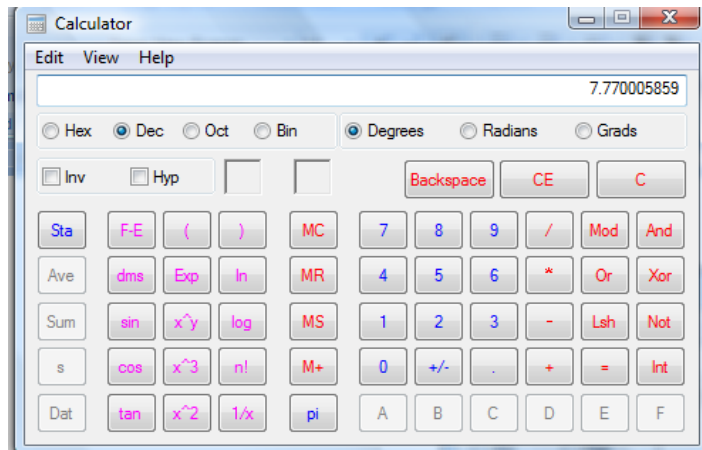 Calculator
Edit View Help
7.770005859
Hex Dec Oct Bin Degrees Radians Grads
Inv Hyp Backspace CE C
Sta F-E ( ) MC 7 8 9 / Mod And
Ave dms Exp ln MR 4 5 6 * Or Xor
Sum sin x^y log MS 1 2 3 - Lsh Not
s cos x^3 n! M+ 0 +/- . + = Int
Dat tan x^2 1/x pi A B C D E F